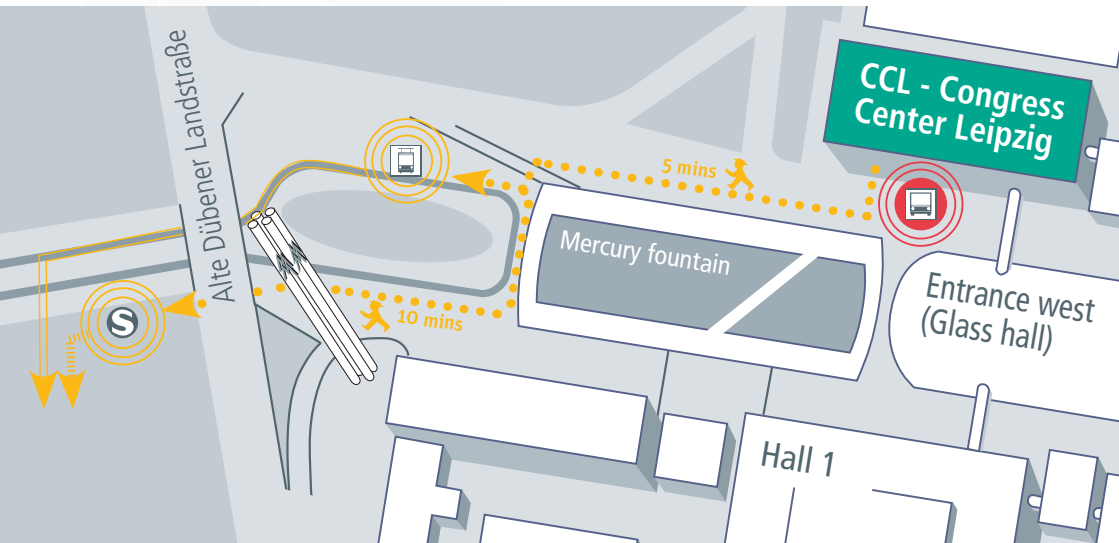 Alte Dübener Landstraße
CCL - Congress
Center Leipzig
5 mins
Mercury fountain
Entrance west
(Glass hall)
S
10 mins
Hall 1